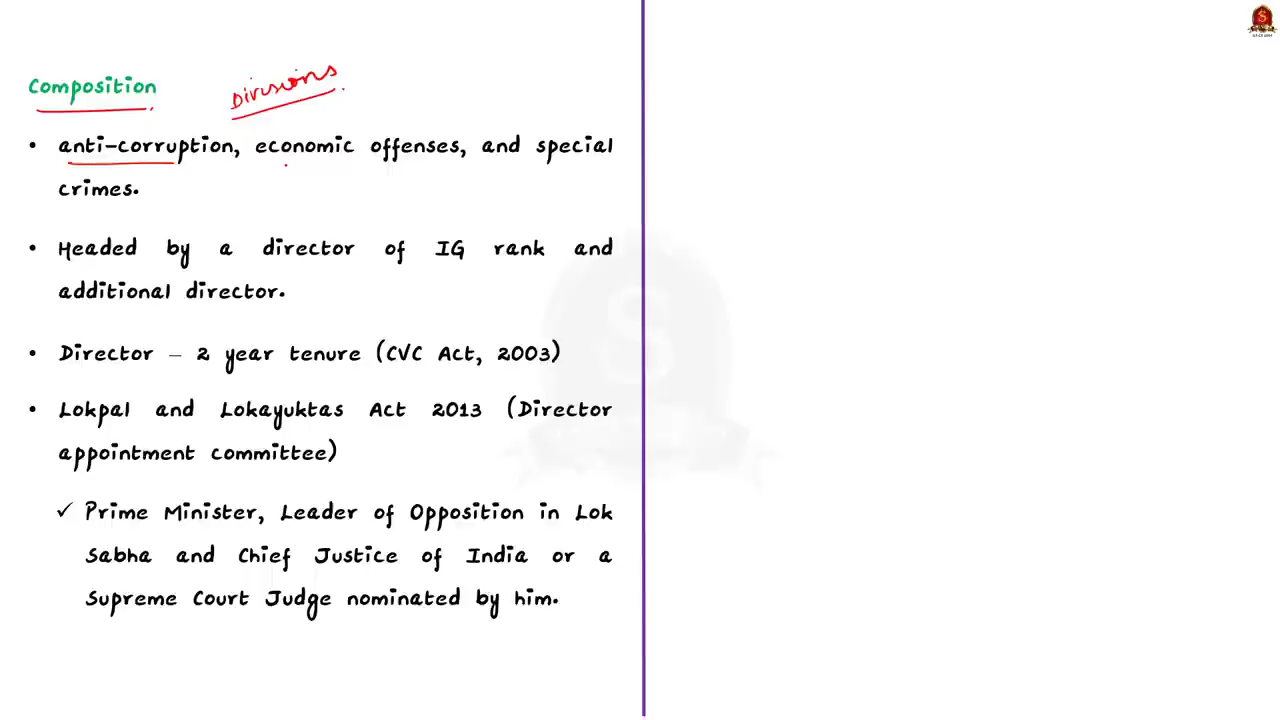 Composition
Divisions
• anti-corruption, economic offenses, and special
crimes.
• Headed by a director of IG rank and
additional director.
• Director – 2 year tenure (CVC Act, 2003)
• Lokpal and Lokayuktas Act 2013 (Director
appointment committee)
✓ Prime Minister, Leader of Opposition in Lok
Sabha and Chief Justice of India or a
Supreme Court Judge nominated by him.